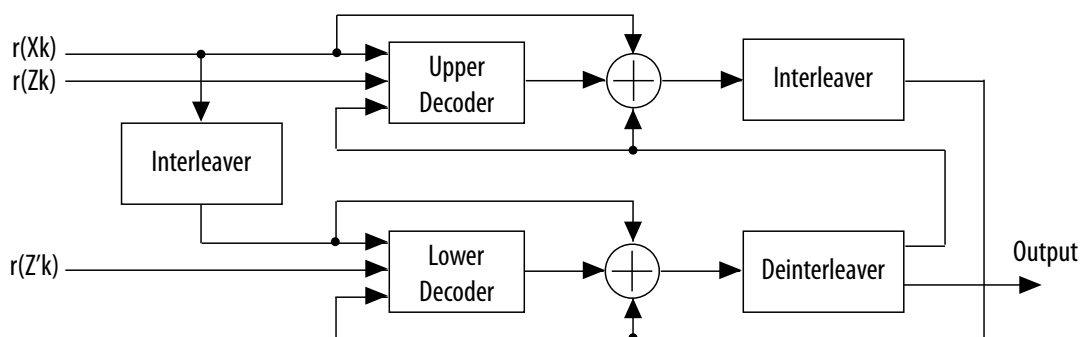 r(Xk)
r(Zk)
Upper
Decoder
Interleaver
Interleaver
r(Z'k)
Lower
Decoder
Deinterleaver
Output